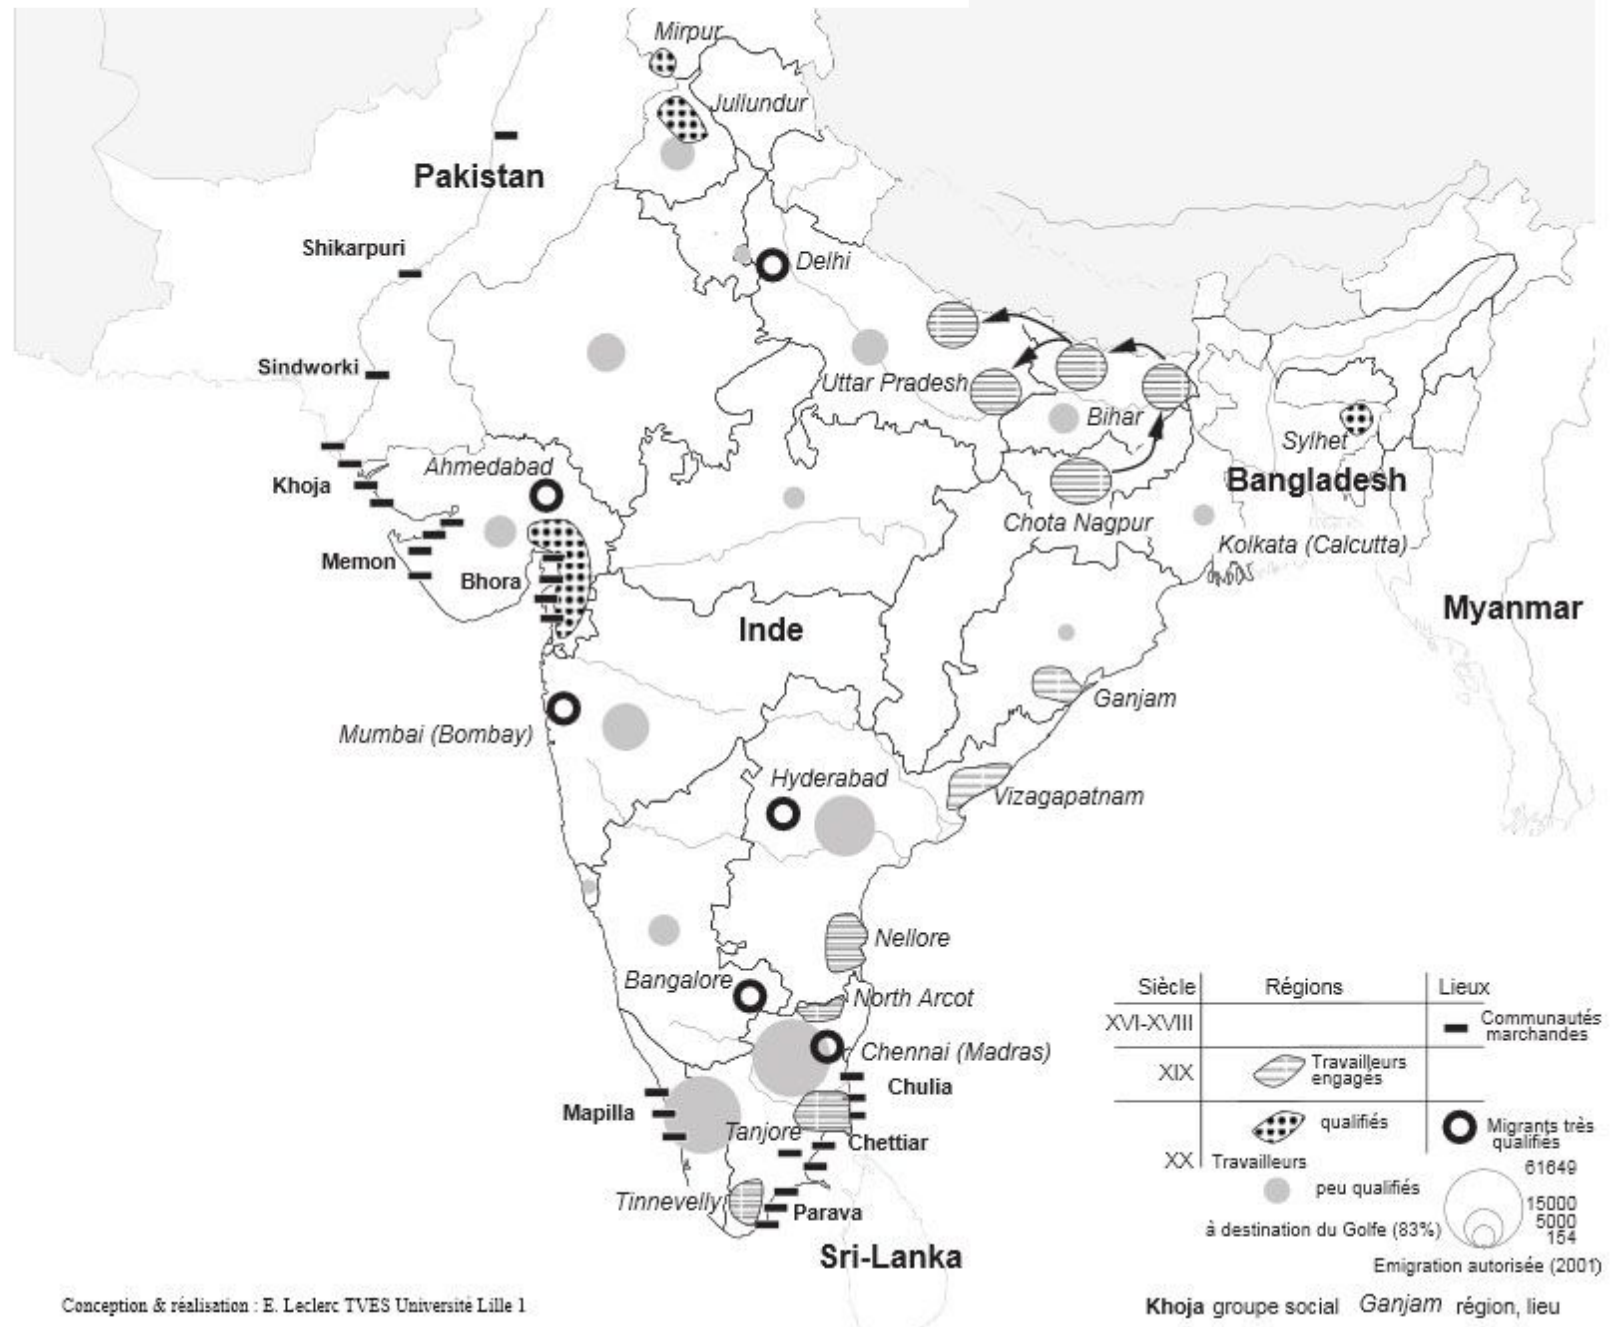 Mirpur
Jullundur
Pakistan
Shikarpuri
Delhi
Sindworki
Uttar Pradesh
Bihar
Sylhet
Ahmedabad
Khoja
Bangladesh
Chota Nagpur
Kolkata (Calcutta)
Memon
Bhora
Inde
Myanmar
Ganjam
Mumbai (Bombay)
Hyderabad
Vizagapatnam
Nellore
Bangalore
North Arcot
Chennai (Madras)
Chulia
Mapilla
Tanjore
Chettiar
Tinnevelly
Parava
Sri-Lanka
Siècle Régions Lieux
XVI-XVIII Communautés
marchandes
XIX Travailleurs
engagés
qualifiés Migrants très
qualifiés
XX Travailleurs
61649
peu qualifiés
15000
5000
154
à destination du Golfe (83%)
Emigration autorisée (2001)
Khoja groupe social Ganjam région, lieu
Conception & réalisation : E. Leclerc TVES Université Lille 1